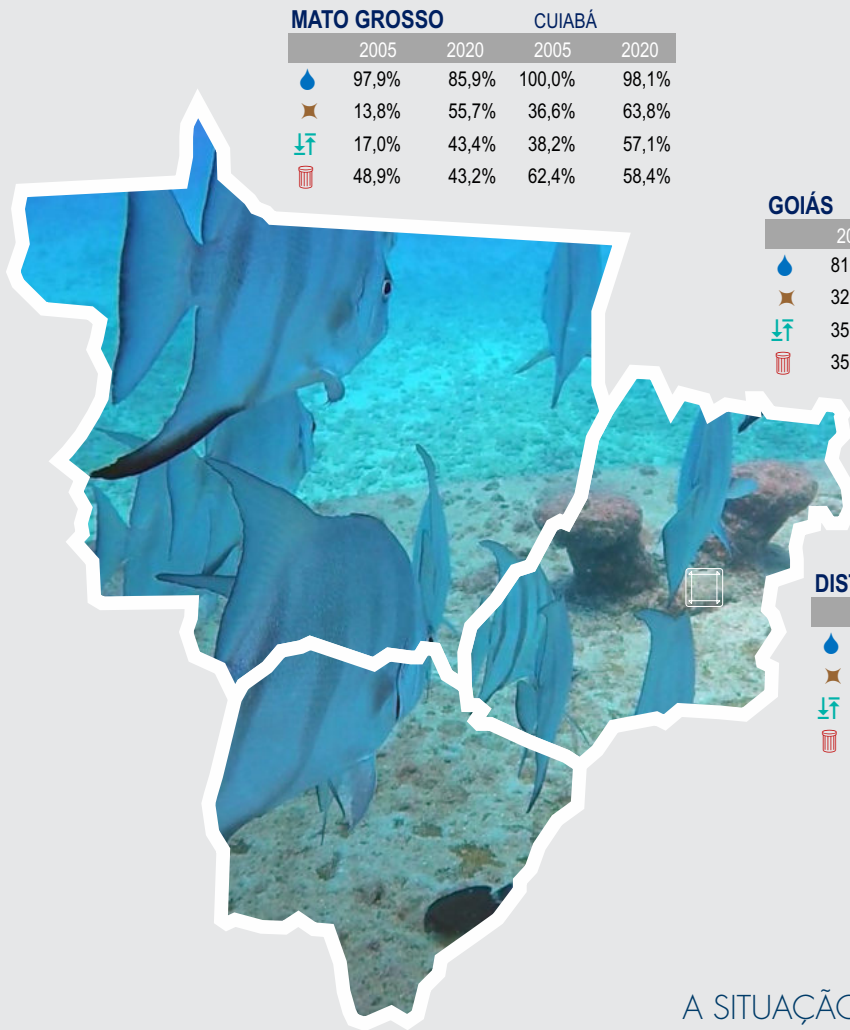 MATO GROSSO CUIABÁ
2005 2020 2005 2020
97,9% 85,9% 100,0% 98,1%
13,8% 55,7% 36,6% 63,8%
17,0% 43,4% 38,2% 57,1%
48,9% 43,2% 62,4% 58,4%
GOIÁS
20
81
32
35
35
DIST
A SITUAÇÃO